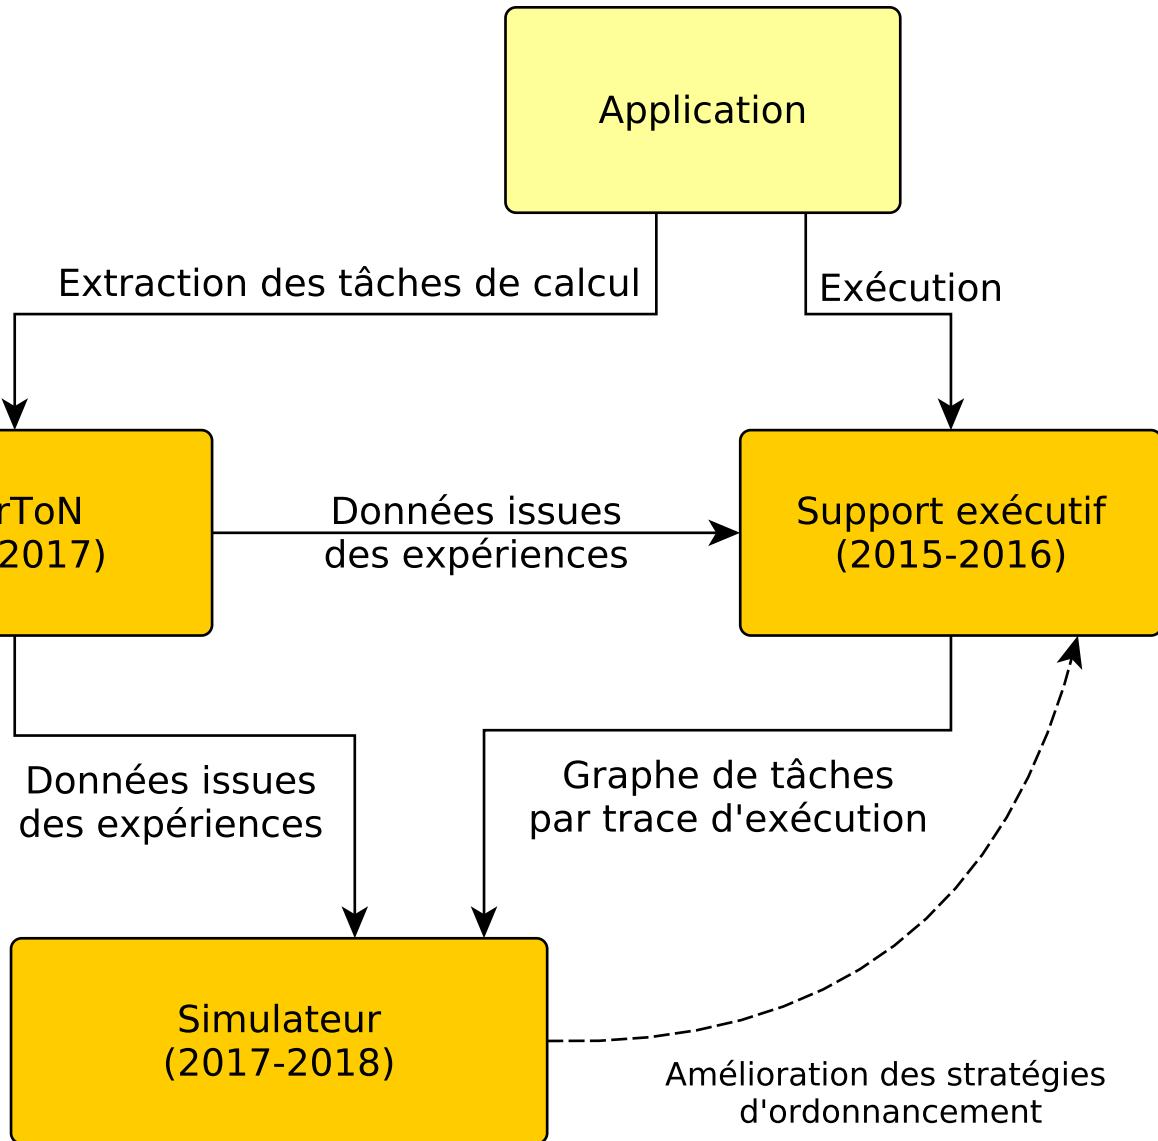 Application
Extraction des tâches de calcul
Exécution
rToN
2017)
Données issues
des expériences
Support exécutif
(2015-2016)
Données issues
des expériences
Graphe de tâches
par trace d'exécution
Simulateur
(2017-2018)
Amélioration des stratégies
d'ordonnancement